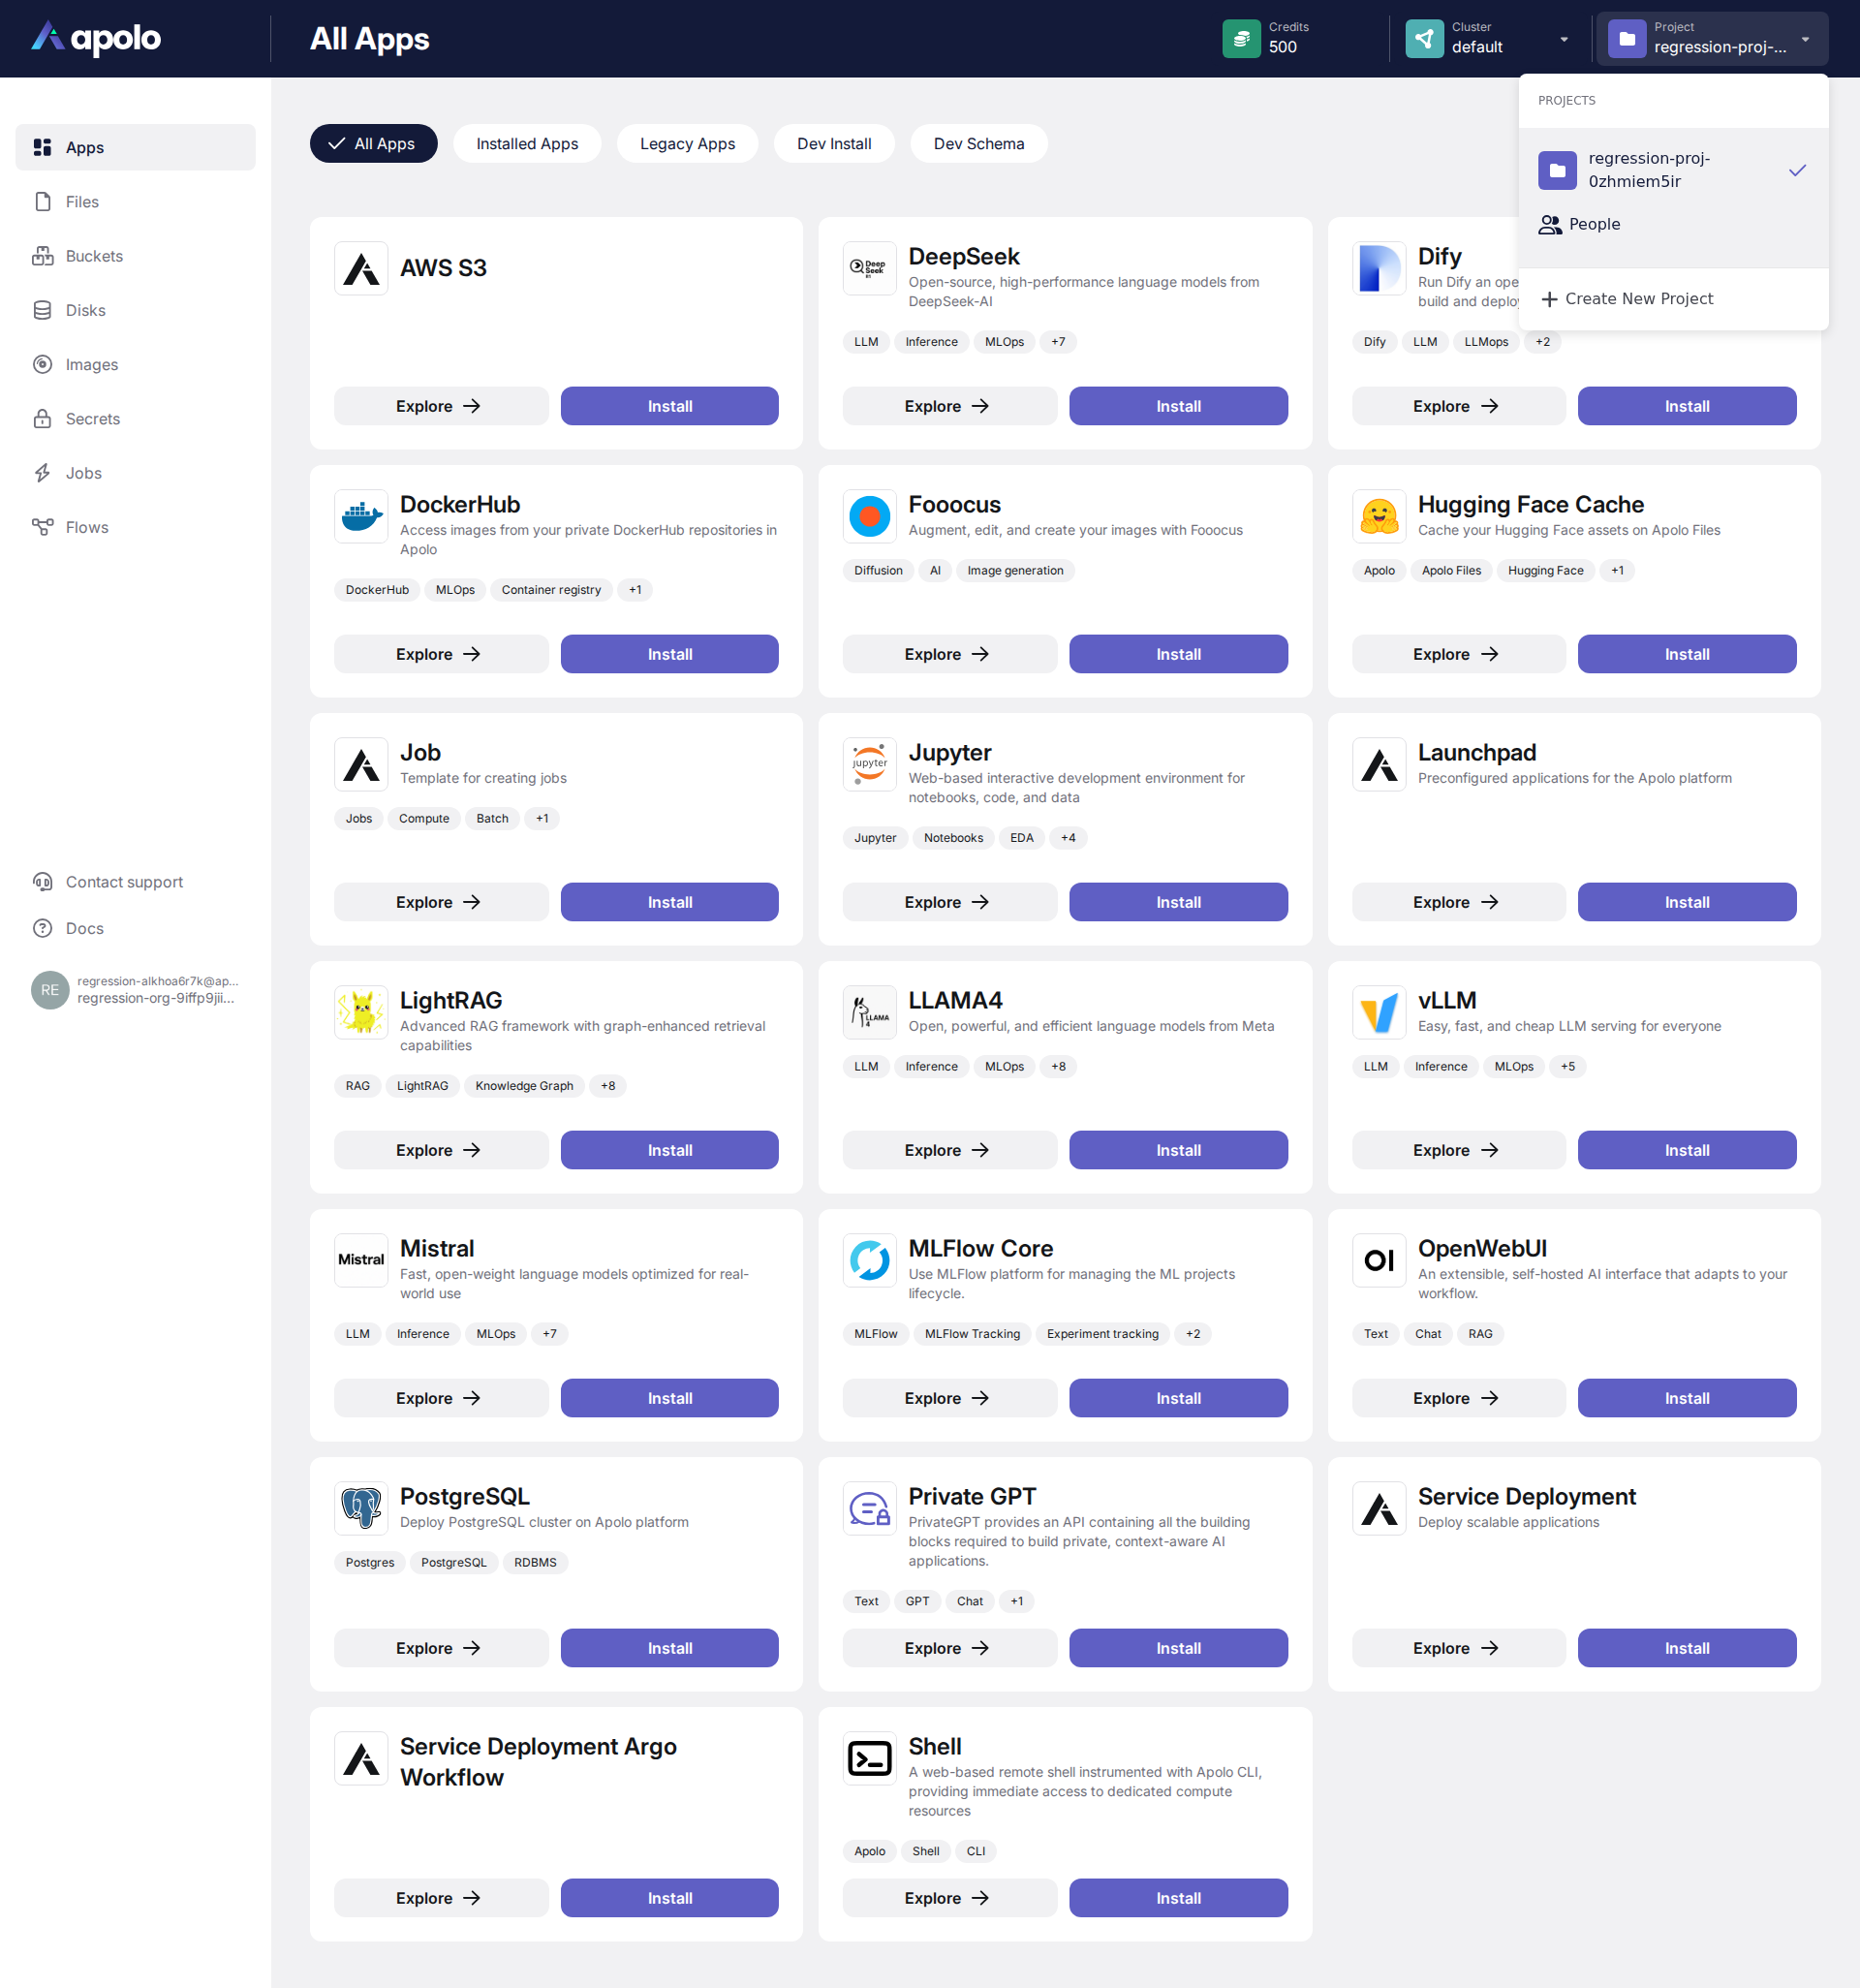 apolo
All Apps
Credits
500
Cluster
default
Project
regression-proj-...
PROJECTS
regression-proj-
0zhmiem5ir
People
Create New Project
Apps
Files
Buckets
Disks
Images
Secrets
Jobs
Flows
Contact support
Docs
RE
regression-alkhoa6r7k@ap...
regression-org-9iffp9jii...
All Apps
Installed Apps
Legacy Apps
Dev Install
Dev Schema
AWS S3
Explore
Install
Deep
Seek
R1
DeepSeek
Open-source, high-performance language models from
DeepSeek-AI
LLM
Inference
MLOps
+7
Explore
Install
Dify
Run Dify an ope
build and deploy
Dify
LLM
LLMops
+2
Explore
Install
DockerHub
Access images from your private DockerHub repositories in
Apolo
DockerHub
MLOps
Container registry
+1
Explore
Install
Fooocus
Augment, edit, and create your images with Fooocus
Diffusion
AI
Image generation
Explore
Install
Hugging Face Cache
Cache your Hugging Face assets on Apolo Files
Apolo
Apolo Files
Hugging Face
+1
Explore
Install
Job
Template for creating jobs
Jobs
Compute
Batch
+1
Explore
Install
jupyter
Jupyter
Web-based interactive development environment for
notebooks, code, and data
Jupyter
Notebooks
EDA
+4
Explore
Install
Launchpad
Preconfigured applications for the Apolo platform
Explore
Install
LightRAG
Advanced RAG framework with graph-enhanced retrieval
capabilities
RAG
LightRAG
Knowledge Graph
+8
Explore
Install
LLAMA
4
LLAMA4
Open, powerful, and efficient language models from Meta
LLM
Inference
MLOps
+8
Explore
Install
vLLM
Easy, fast, and cheap LLM serving for everyone
LLM
Inference
MLOps
+5
Explore
Install
Mistral
Mistral
Fast, open-weight language models optimized for real-
world use
LLM
Inference
MLOps
+7
Explore
Install
MLFlow Core
Use MLFlow platform for managing the ML projects
lifecycle.
MLFlow
MLFlow Tracking
Experiment tracking
+2
Explore
Install
OI
OpenWebUI
An extensible, self-hosted AI interface that adapts to your
workflow.
Text
Chat
RAG
Explore
Install
PostgreSQL
Deploy PostgreSQL cluster on Apolo platform
Postgres
PostgreSQL
RDBMS
Explore
Install
Private GPT
PrivateGPT provides an API containing all the building
blocks required to build private, context-aware AI
applications.
Text
GPT
Chat
+1
Explore
Install
Service Deployment
Deploy scalable applications
Explore
Install
Service Deployment Argo
Workflow
Explore
Install
Shell
A web-based remote shell instrumented with Apolo CLI,
providing immediate access to dedicated compute
resources
Apolo
Shell
CLI
Explore
Install